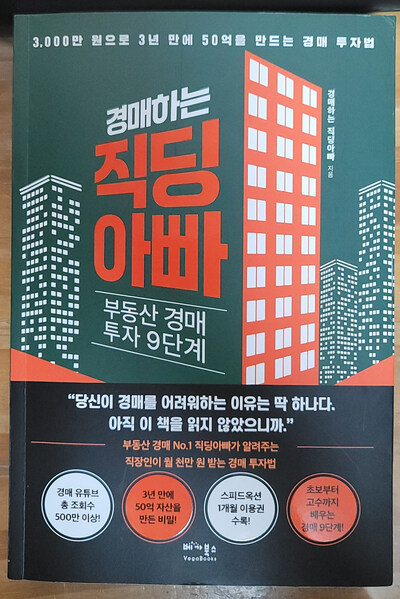 3,000만 원으로 3년 만에 50억을 만드는 경매 투자법
경매하는 직딩아빠 지음
경매하는
직딩
아빠
부동산 경매
투자 9단계
“당신이 경매를 어려워하는 이유는 딱 하나다.
아직 이 책을 읽지 않았으니까.”
부동산 경매 No.1 직딩아빠가 알려주는
직장인이 월 천만 원 받는 경매 투자법
경매 유튜브
총 조회수
500만 이상!
3년 만에
50억 자산을
만든 비밀!
스피드옥션
1개월 이용권
수록!
초보부터
고수까지
배우는
경매 9단계!
베가북스
VegaBooks